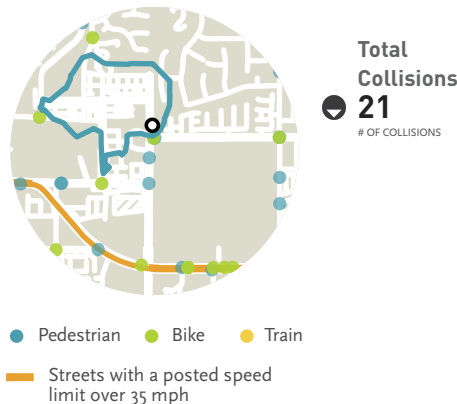 Total
Collisions
21
# OF COLLISIONS
Pedestrian
Bike
Train
Streets with a posted speed
limit over 35 mph